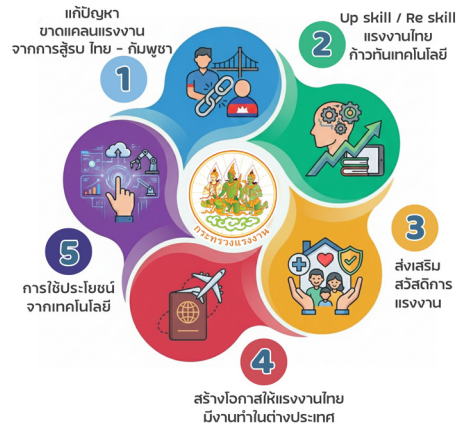 แก้ปัญหา
ขาดแคลนแรงงาน
จากการสู้รบ ไทย - กัมพูชา
1
Up skill / Re skill
แรงงานไทย
ก้าวทันเทคโนโลยี
2
3
ส่งเสริม
สวัสดิการ
แรงงาน
กระทรวงแรงงาน
5
การใช้ประโยชน์
จากเทคโนโลยี
4
สร้างโอกาสให้แรงงานไทย
มีงานทำในต่างประเทศ